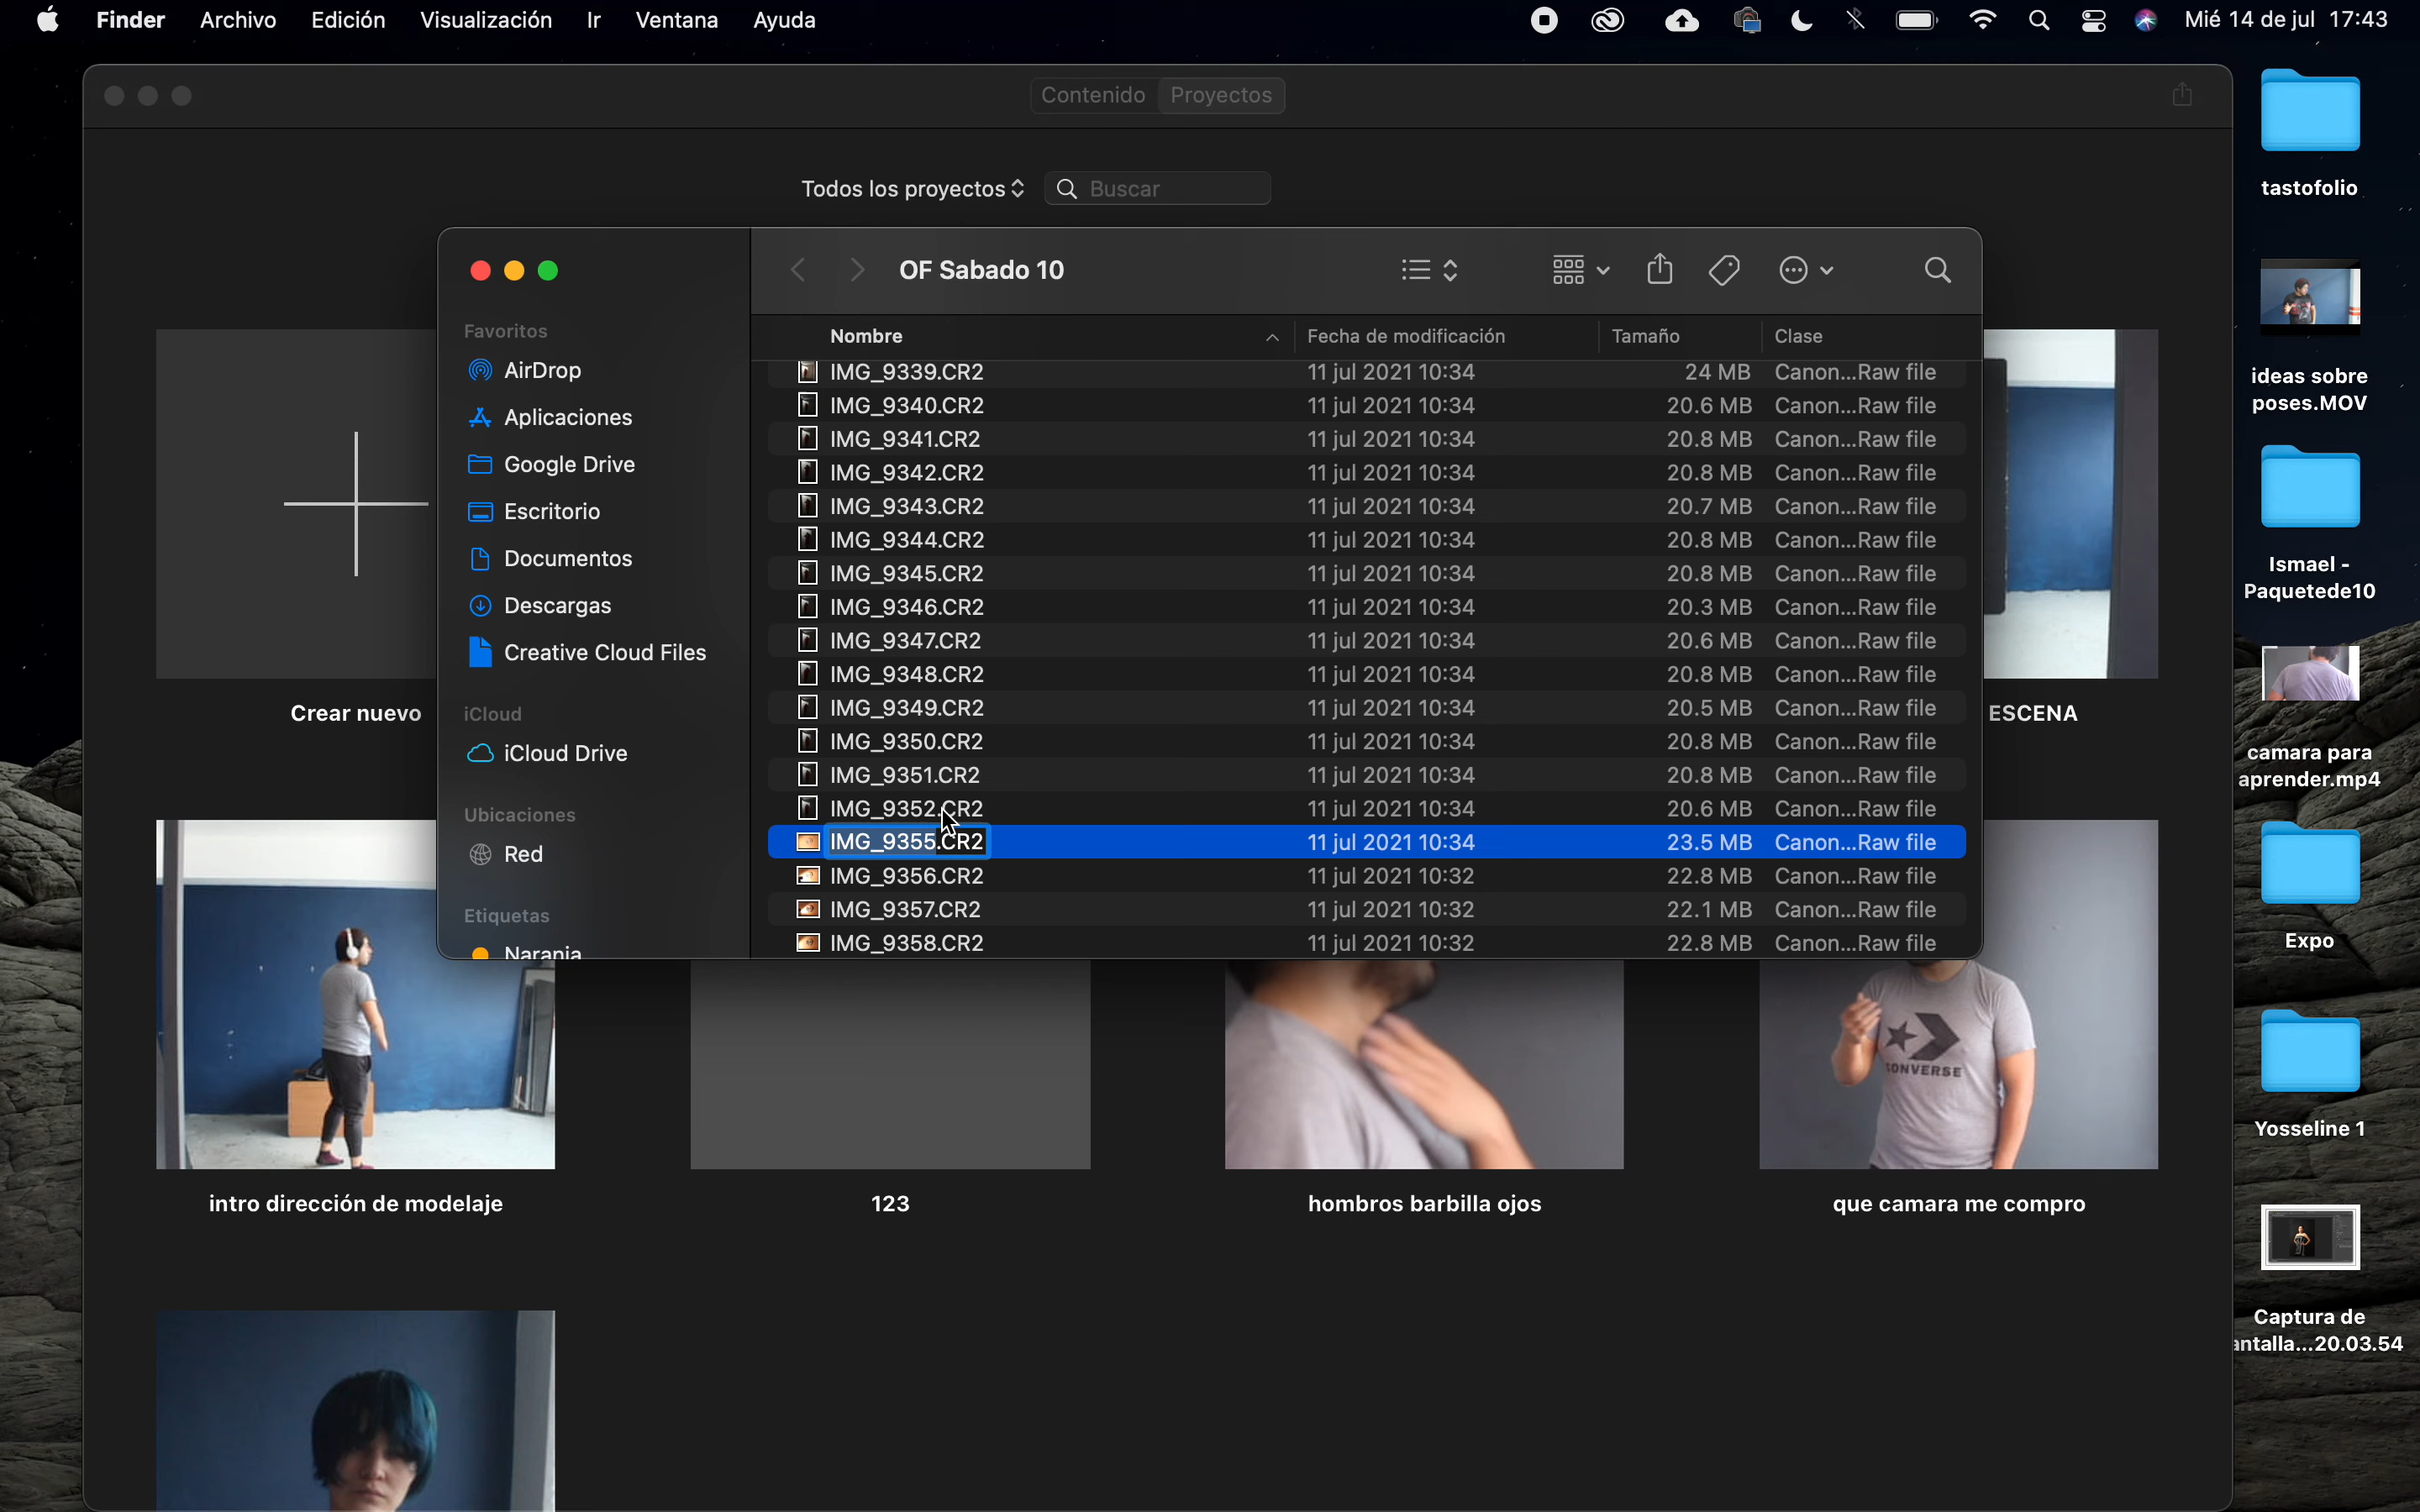 Finder Archivo Edición Visualización Ir Ventana Ayuda Mié 14 de jul 17:43
Contenido Proyectos
Todos los proyectos Buscar
OF Sabado 10
Favoritos
AirDrop
Aplicaciones
Google Drive
Escritorio
Documentos
Descargas
Creative Cloud Files
iCloud
iCloud Drive
Ubicaciones
Red
Etiquetas
Naranja
Nombre Fecha de modificación Tamaño Clase
IMG_9339.CR2 11 jul 2021 10:34 24 MB Canon...Raw file
IMG_9340.CR2 11 jul 2021 10:34 20.6 MB Canon...Raw file
IMG_9341.CR2 11 jul 2021 10:34 20.8 MB Canon...Raw file
IMG_9342.CR2 11 jul 2021 10:34 20.8 MB Canon...Raw file
IMG_9343.CR2 11 jul 2021 10:34 20.7 MB Canon...Raw file
IMG_9344.CR2 11 jul 2021 10:34 20.8 MB Canon...Raw file
IMG_9345.CR2 11 jul 2021 10:34 20.8 MB Canon...Raw file
IMG_9346.CR2 11 jul 2021 10:34 20.3 MB Canon...Raw file
IMG_9347.CR2 11 jul 2021 10:34 20.6 MB Canon...Raw file
IMG_9348.CR2 11 jul 2021 10:34 20.8 MB Canon...Raw file
IMG_9349.CR2 11 jul 2021 10:34 20.5 MB Canon...Raw file
IMG_9350.CR2 11 jul 2021 10:34 20.8 MB Canon...Raw file
IMG_9351.CR2 11 jul 2021 10:34 20.8 MB Canon...Raw file
IMG_9352.CR2 11 jul 2021 10:34 20.6 MB Canon...Raw file
IMG_9355.CR2 11 jul 2021 10:34 23.5 MB Canon...Raw file
IMG_9356.CR2 11 jul 2021 10:32 22.8 MB Canon...Raw file
IMG_9357.CR2 11 jul 2021 10:32 22.1 MB Canon...Raw file
IMG_9358.CR2 11 jul 2021 10:32 22.8 MB Canon...Raw file
Crear nuevo
ESCENA
CONVERSE
intro dirección de modelaje
123
hombros barbilla ojos
que camara me compro
tastofolio
ideas sobre
poses.MOV
Ismael -
Paquetede10
camara para
aprender.mp4
Expo
Yosseline 1
Captura de
antalla...20.03.54